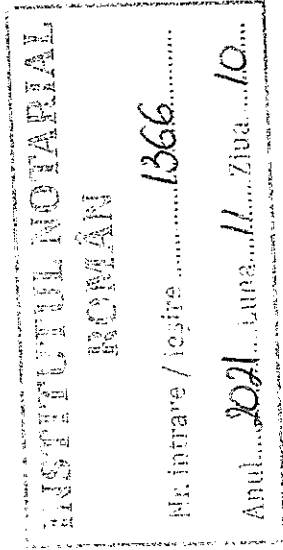 INSTITUTUL NOTARIAL
ROMÂN
Nr. intrare / ieşire ........ 1366 ........
Anul.... 2021 .... Luna... 11 .... Ziua.... 10 ....